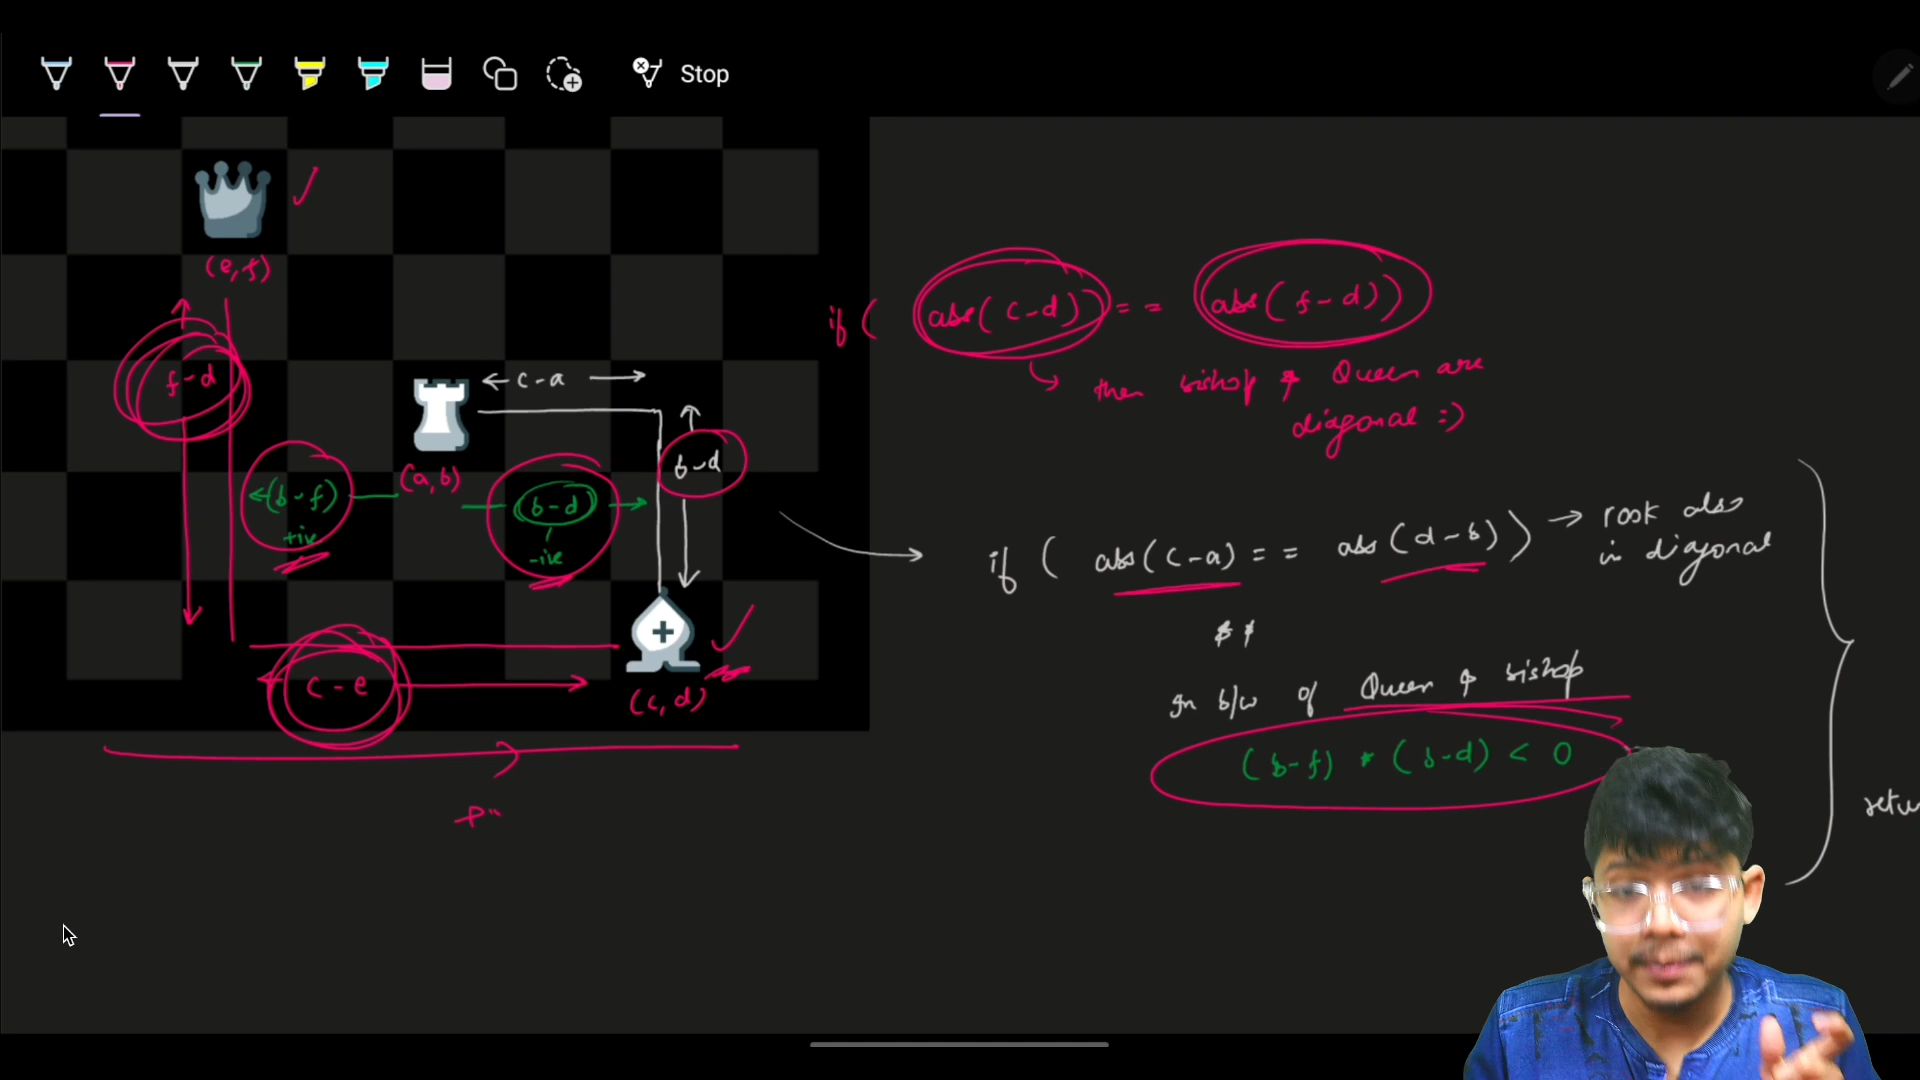 Stop
(e,f)
f-d
← c-a →
b-d
(a,b)
(b-f)
+ive
b-d
-ive
c-e
(c,d)
if ( abs(c-d) == abs(f-d))
then bishop & Queen are
diagonal :)
if ( abs(c-a) == abs(d-b)) → rook also
in diagonal
&&
In b/w of Queen & bishop
(b-f) * (b-d) < 0